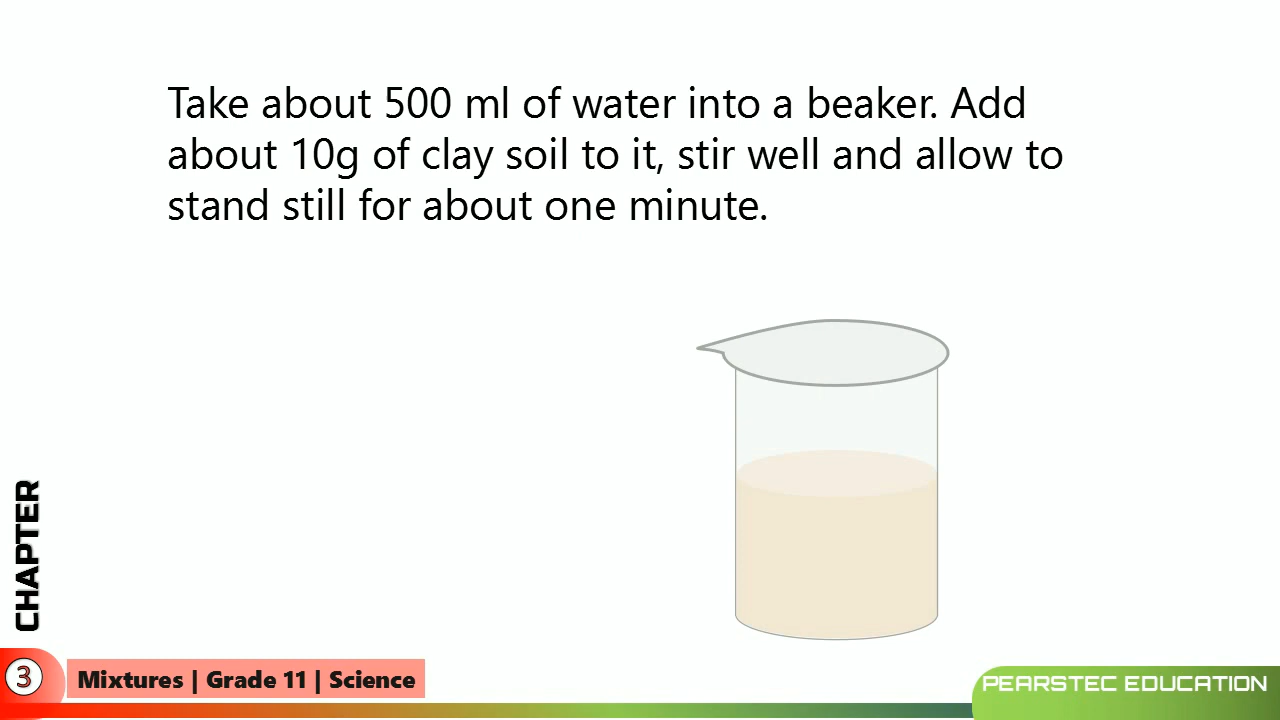 Take about 500 ml of water into a beaker. Add
about 10g of clay soil to it, stir well and allow to
stand still for about one minute.
CHAPTER
3
Mixtures | Grade 11 | Science
PEARSTEC EDUCATION